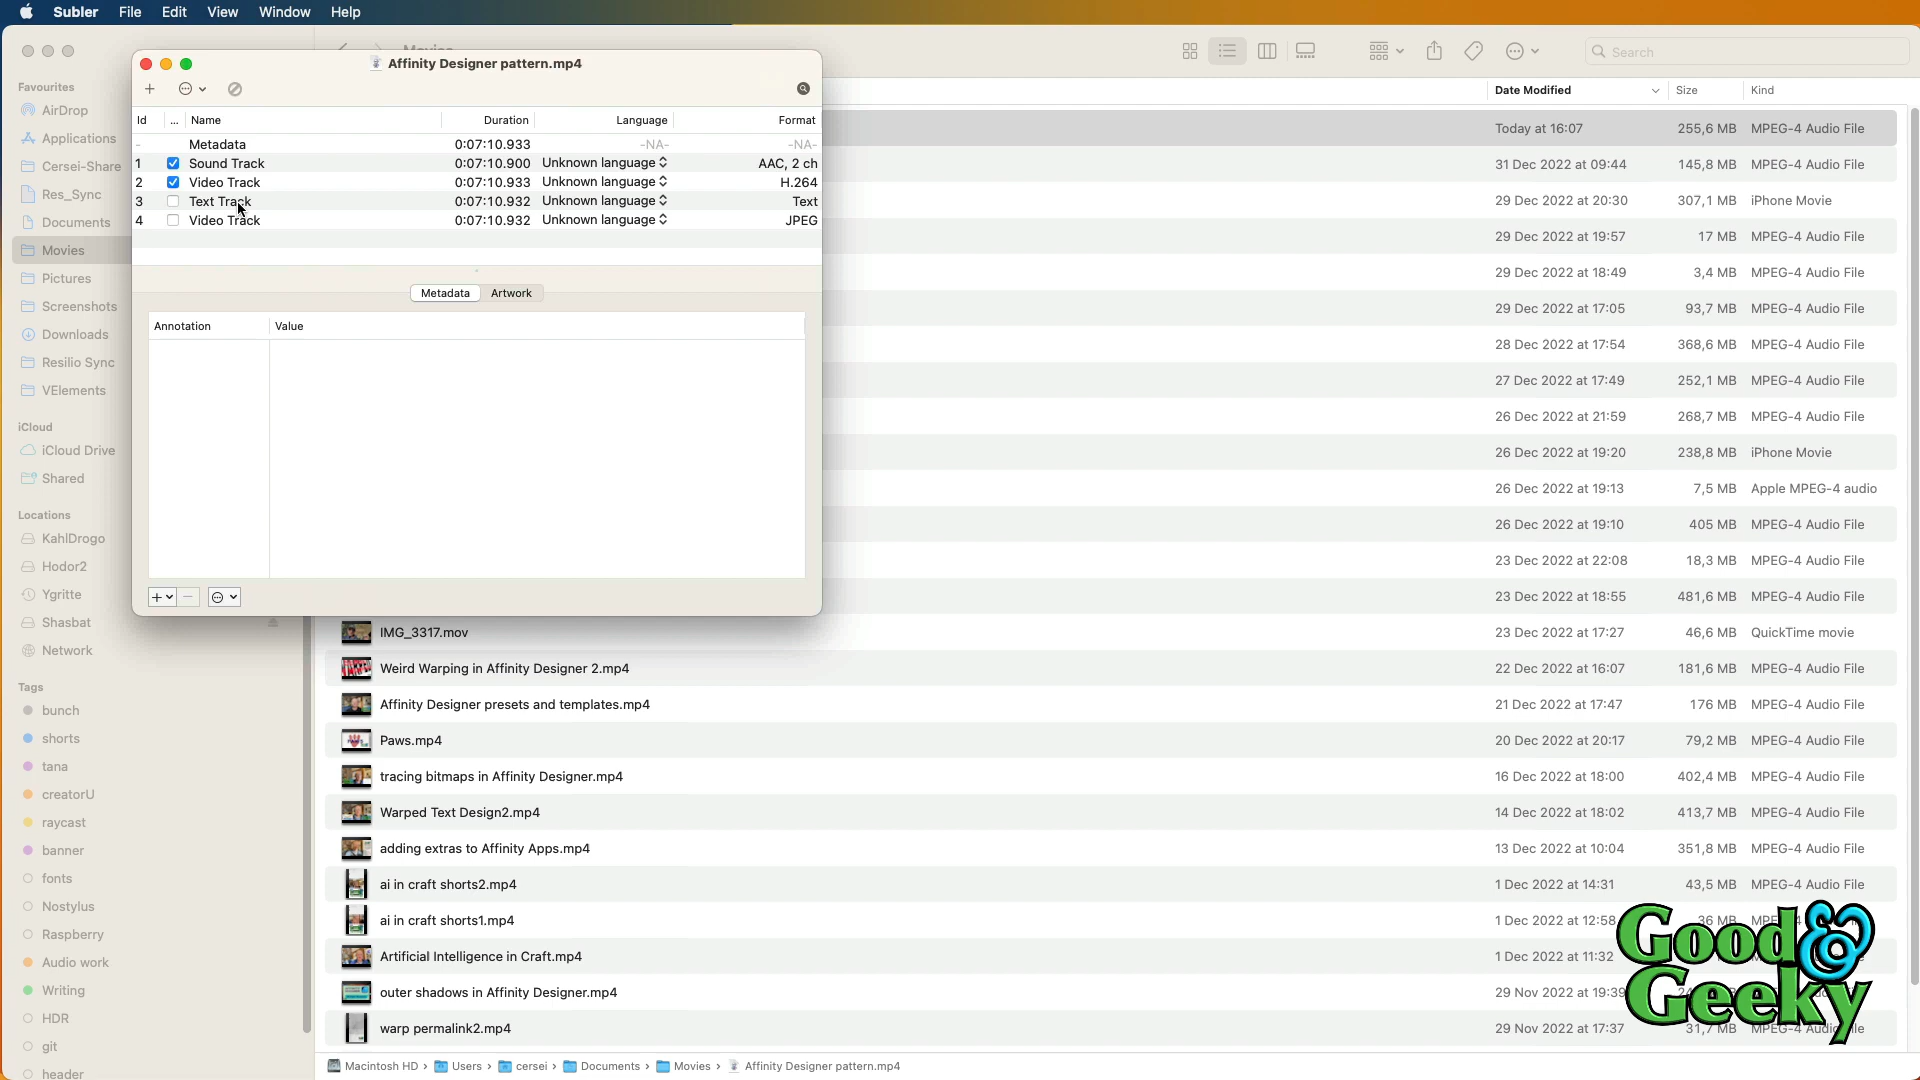 Subler File Edit View Window Help
Affinity Designer pattern.mp4
Search
Favourites
AirDrop
Applications
Cersei-Share
Res_Sync
Documents
Movies
Pictures
Screenshots
Downloads
Resilio Sync
VElements
iCloud
iCloud Drive
Shared
Locations
KahlDrogo
Hodor2
Ygritte
Shasbat
Network
Tags
bunch
shorts
tana
creatorU
raycast
banner
fonts
Nostylus
Raspberry
Audio work
Writing
HDR
git
header
Id ... Name Duration Language Format
- Metadata 0:07:10.933 -NA- -NA-
1 Sound Track 0:07:10.900 Unknown language AAC, 2 ch
2 Video Track 0:07:10.933 Unknown language H.264
3 Text Track 0:07:10.932 Unknown language Text
4 Video Track 0:07:10.932 Unknown language JPEG
Metadata Artwork
Annotation Value
Date Modified Size Kind
Today at 16:07 255,6 MB MPEG-4 Audio File
31 Dec 2022 at 09:44 145,8 MB MPEG-4 Audio File
29 Dec 2022 at 20:30 307,1 MB iPhone Movie
29 Dec 2022 at 19:57 17 MB MPEG-4 Audio File
29 Dec 2022 at 18:49 3,4 MB MPEG-4 Audio File
29 Dec 2022 at 17:05 93,7 MB MPEG-4 Audio File
28 Dec 2022 at 17:54 368,6 MB MPEG-4 Audio File
27 Dec 2022 at 17:49 252,1 MB MPEG-4 Audio File
26 Dec 2022 at 21:59 268,7 MB MPEG-4 Audio File
26 Dec 2022 at 19:20 238,8 MB iPhone Movie
26 Dec 2022 at 19:13 7,5 MB Apple MPEG-4 audio
26 Dec 2022 at 19:10 405 MB MPEG-4 Audio File
23 Dec 2022 at 22:08 18,3 MB MPEG-4 Audio File
23 Dec 2022 at 18:55 481,6 MB MPEG-4 Audio File
IMG_3317.mov 23 Dec 2022 at 17:27 46,6 MB QuickTime movie
Weird Warping in Affinity Designer 2.mp4 22 Dec 2022 at 16:07 181,6 MB MPEG-4 Audio File
Affinity Designer presets and templates.mp4 21 Dec 2022 at 17:47 176 MB MPEG-4 Audio File
Paws.mp4 20 Dec 2022 at 20:17 79,2 MB MPEG-4 Audio File
tracing bitmaps in Affinity Designer.mp4 16 Dec 2022 at 18:00 402,4 MB MPEG-4 Audio File
Warped Text Design2.mp4 14 Dec 2022 at 18:02 413,7 MB MPEG-4 Audio File
adding extras to Affinity Apps.mp4 13 Dec 2022 at 10:04 351,8 MB MPEG-4 Audio File
ai in craft shorts2.mp4 1 Dec 2022 at 14:31 43,5 MB MPEG-4 Audio File
ai in craft shorts1.mp4 1 Dec 2022 at 12:58 36 MB
Artificial Intelligence in Craft.mp4 1 Dec 2022 at 11:32
outer shadows in Affinity Designer.mp4 29 Nov 2022 at 19:39
warp permalink2.mp4 29 Nov 2022 at 17:37 31,7 MB MPEG-4 Audio File
Good &
Geeky
Macintosh HD › Users › cersei › Documents › Movies › Affinity Designer pattern.mp4